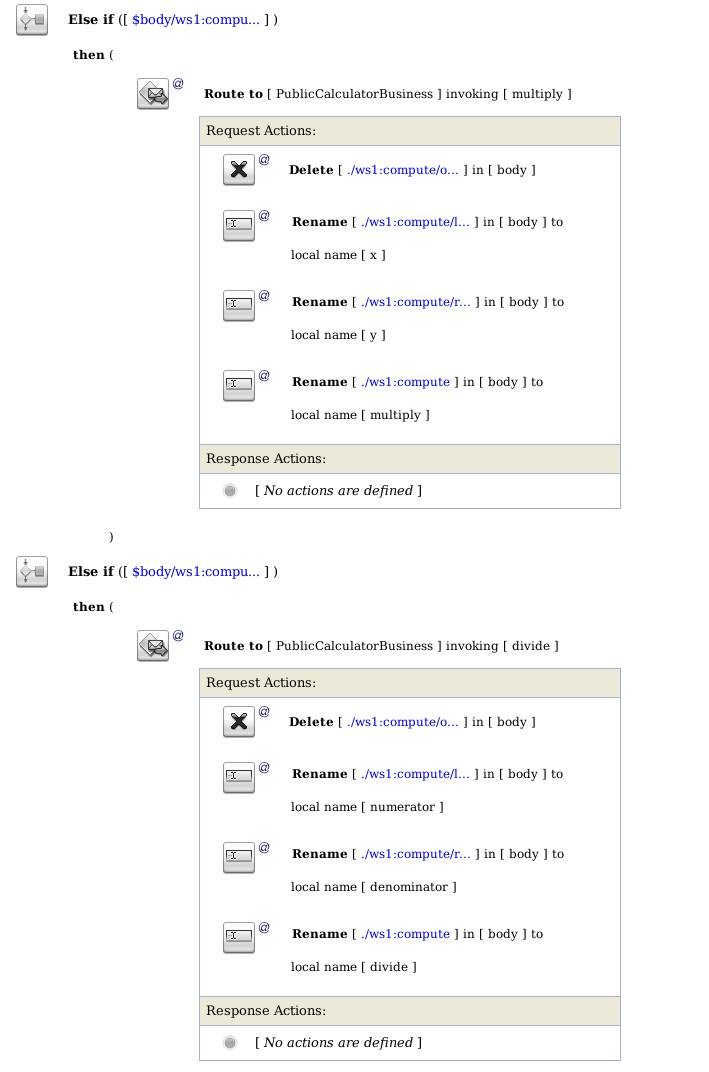 Else if ([ $body/ws1:compu... ] )
then (
@
Route to [ PublicCalculatorBusiness ] invoking [ multiply ]
Request Actions:
@ Delete [ ./ws1:compute/o... ] in [ body ]
@ Rename [ ./ws1:compute/l... ] in [ body ] to
local name [ x ]
@ Rename [ ./ws1:compute/r... ] in [ body ] to
local name [ y ]
@ Rename [ ./ws1:compute ] in [ body ] to
local name [ multiply ]
Response Actions:
[ No actions are defined ]
)
Else if ([ $body/ws1:compu... ] )
then (
@
Route to [ PublicCalculatorBusiness ] invoking [ divide ]
Request Actions:
@ Delete [ ./ws1:compute/o... ] in [ body ]
@ Rename [ ./ws1:compute/l... ] in [ body ] to
local name [ numerator ]
@ Rename [ ./ws1:compute/r... ] in [ body ] to
local name [ denominator ]
@ Rename [ ./ws1:compute ] in [ body ] to
local name [ divide ]
Response Actions:
[ No actions are defined ]